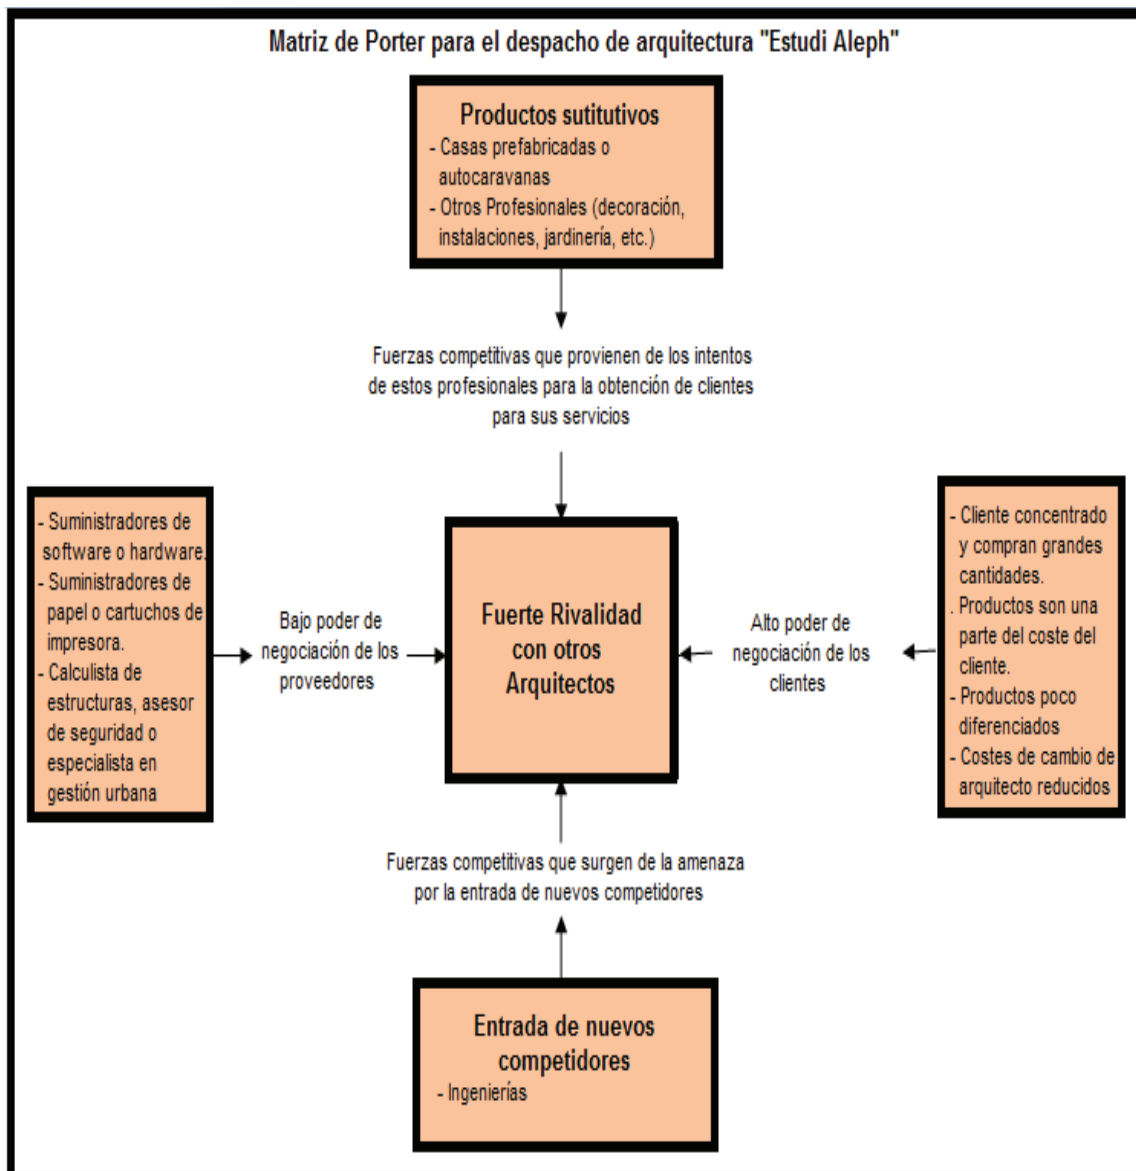 Matriz de Porter para el despacho de arquitectura "Estudi Aleph"
Productos sutitutivos
- Casas prefabricadas o
autocaravanas
- Otros Profesionales (decoración,
instalaciones, jardinería, etc.)
Fuerzas competitivas que provienen de los intentos
de estos profesionales para la obtención de clientes
para sus servicios
- Suministradores de
software o hardware.
- Suministradores de
papel o cartuchos de
impresora.
- Calculista de
estructuras, asesor
de seguridad o
especialista en
gestión urbana
Bajo poder de
negociación de los
proveedores
Fuerte Rivalidad
con otros
Arquitectos
Alto poder de
negociación de los
clientes
- Cliente concentrado
y compran grandes
cantidades.
. Productos son una
parte del coste del
cliente.
- Productos poco
diferenciados
- Costes de cambio de
arquitecto reducidos
Fuerzas competitivas que surgen de la amenaza
por la entrada de nuevos competidores
Entrada de nuevos
competidores
- Ingenierías